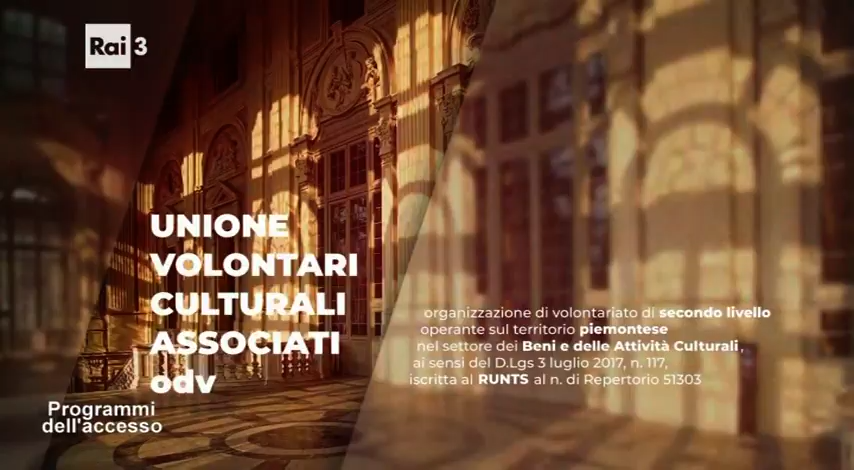 Rai 3
UNIONE
VOLONTARI
CULTURALI
ASSOCIATI
odv
organizzazione di volontariato di secondo livello
operante sul territorio piemontese
nel settore dei Beni e delle Attività Culturali,
ai sensi del D.Lgs 3 luglio 2017, n. 117,
iscritta al RUNTS al n. di Repertorio 51303
Programmi
dell'accesso